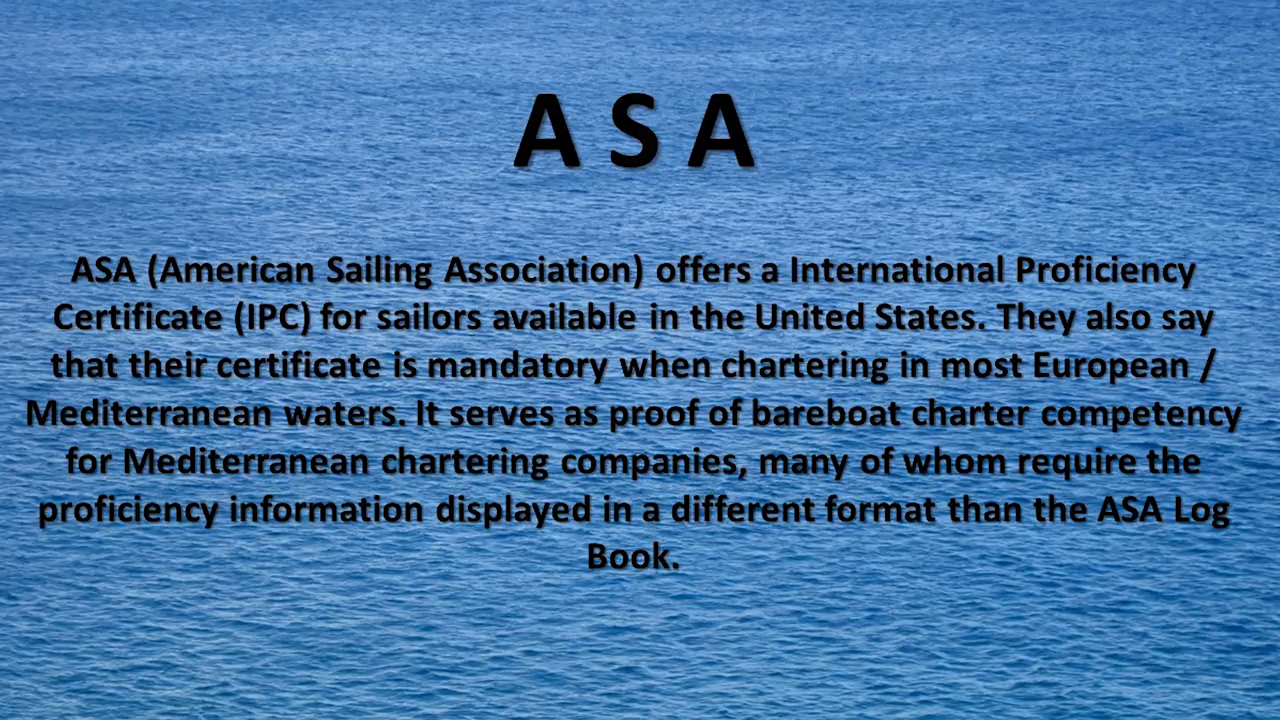 A S A
ASA (American Sailing Association) offers a International Proficiency
Certificate (IPC) for sailors available in the United States. They also say
that their certificate is mandatory when chartering in most European /
Mediterranean waters. It serves as proof of bareboat charter competency
for Mediterranean chartering companies, many of whom require the
proficiency information displayed in a different format than the ASA Log
Book.